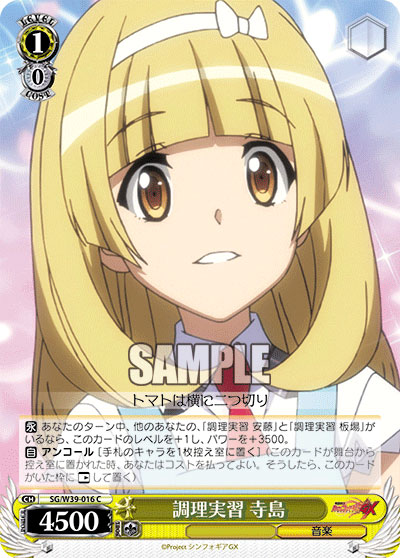 LEVEL
1
0
COST
SAMPLE
トマトは横に二つ切り
永 あなたのターン中、他のあなたの、「調理実習 安藤」と「調理実習 板場」が
いるなら、このカードのレベルを+1し、パワーを+3500。
自 アンコール [手札のキャラを1枚控え室に置く] (このカードが舞台から
控え室に置かれた時、あなたはコストを払ってよい。そうしたら、このカー
ドがいた枠に置く)
CH SG/W39-016 C
POWER 4500
調理実習 寺島
音楽
©Project シンフォギアGX